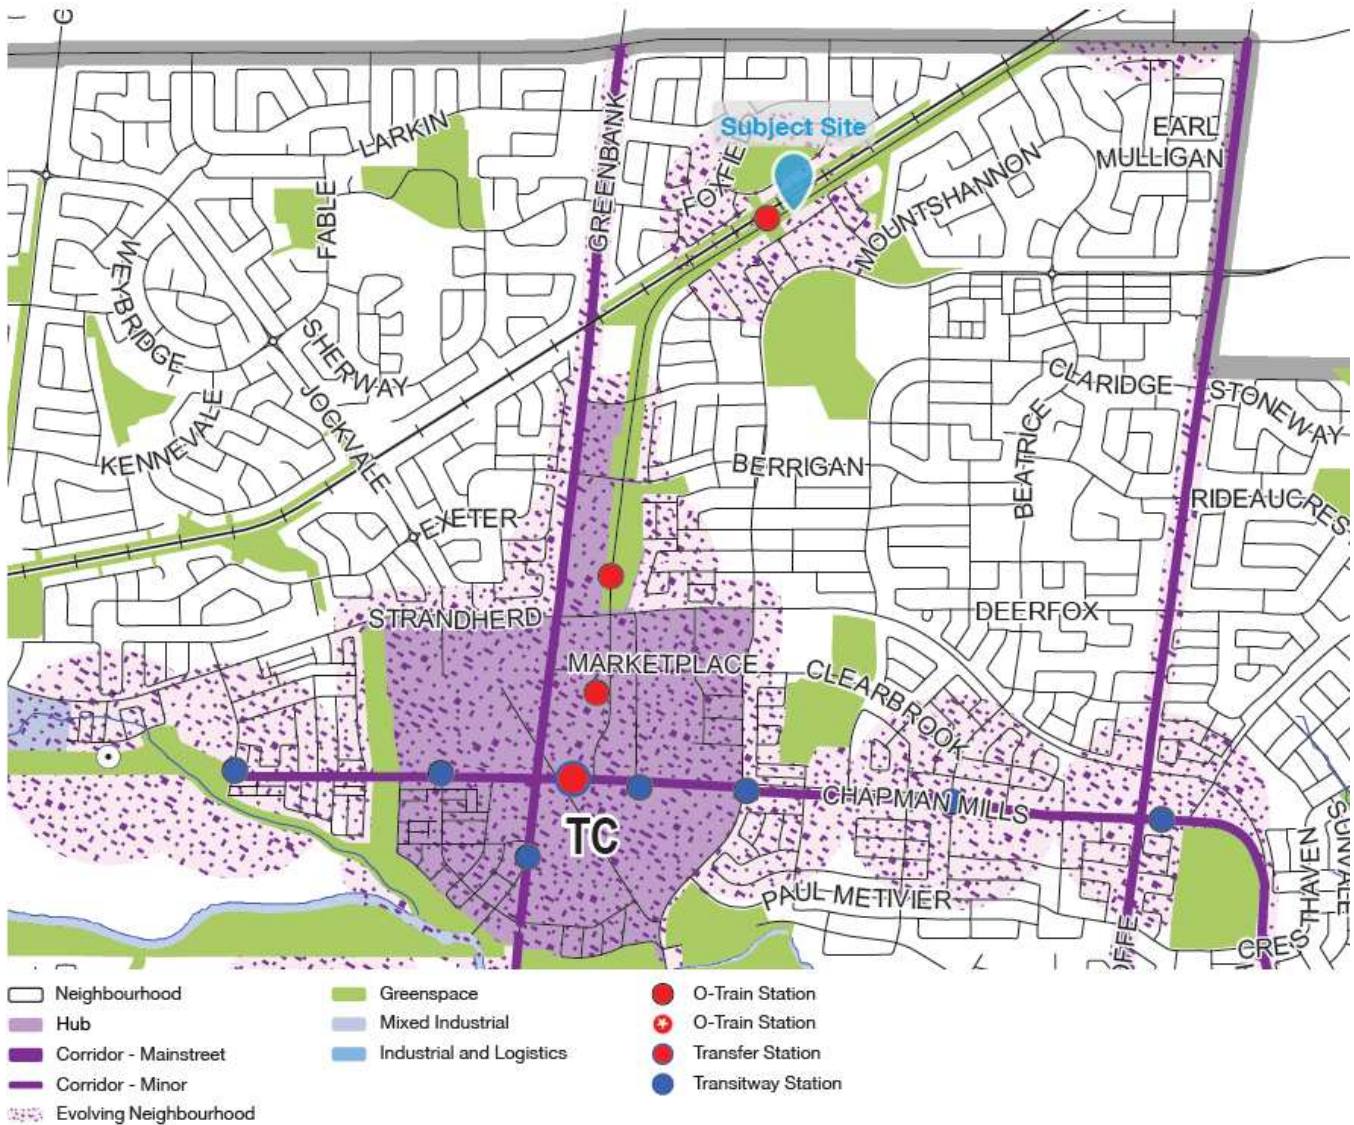 LARKIN
Subject Site
EARL
MULLIGAN
GREENBANK
FOXFIE
MOUNTSHANNON
FABLE
WEYBRIDGE
SHERWAY
JOCKVALE
KENNEVALE
CLARIDGE
STONEWAY
BEATRICE
BERRIGAN
RIDEAUCREST
EXETER
STRANDHERD
DEERFOX
MARKETPLACE
CLEARBROOK
CHAPMAN MILLS
TC
PAUL METIVIER
OFFE
CRES
THAVEN
SUNVALE
Neighbourhood
Hub
Corridor - Mainstreet
Corridor - Minor
Evolving Neighbourhood
Greenspace
Mixed Industrial
Industrial and Logistics
O-Train Station
O-Train Station
Transfer Station
Transitway Station